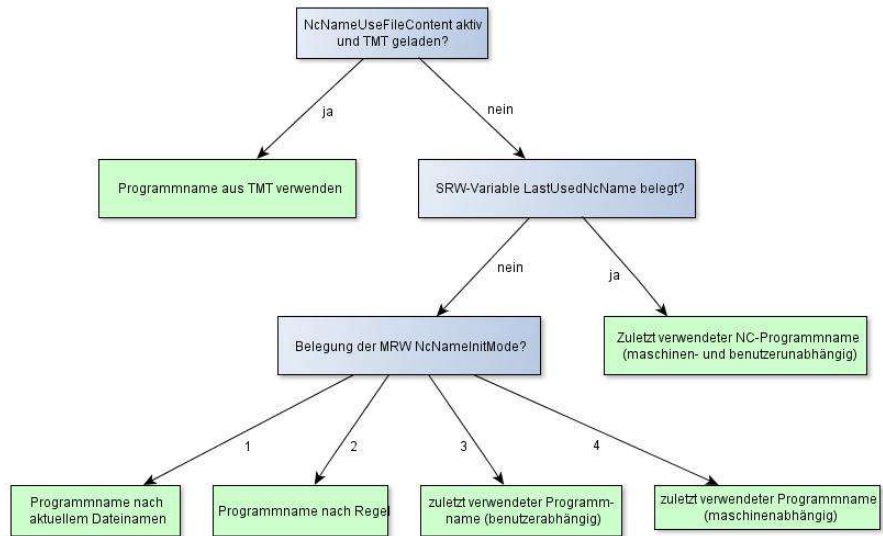 NcNameUseFileContent aktiv
und TMT geladen?
ja
nein
Programmname aus TMT verwenden
SRW-Variable LastUsedNcName belegt?
nein
ja
Belegung der MRW NcNameInitMode?
Zuletzt verwendeter NC-Programmname
(maschinen- und benutzerunabhängig)
1
2
3
4
Programmname nach
aktuellem Dateinamen
Programmname nach Regel
zuletzt verwendeter Programm-
name (benutzerabhängig)
zuletzt verwendeter Programmname
(maschinenabhängig)